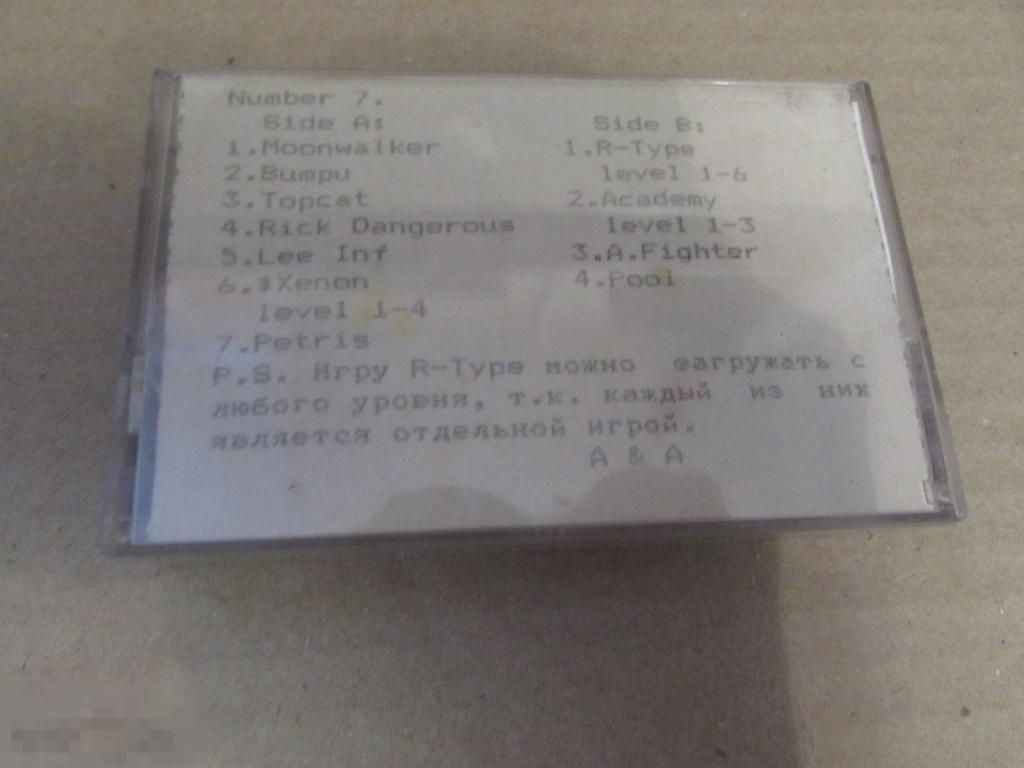 Number 7.
Side A:
1.Moonwalker
2.Bumpu
3.Topcat
4.Rick Dangerous
5.Lee Inf
6.$Xenon
level 1-4
7.Petris
Side B:
1.R-Type
level 1-6
2.Academy
level 1-3
3.A.Fighter
4.Pool
P.S. Игру R-Type можно загружать с
любого уровня, т.к. каждый из них
является отдельной игрой.
A & A